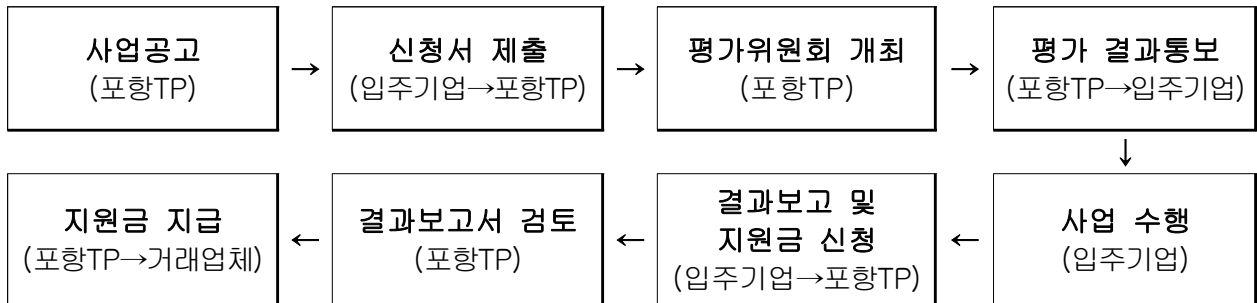 사업공고
(포항TP)
→
신청서 제출
(입주기업→포항TP)
→
평가위원회 개최
(포항TP)
→
평가 결과통보
(포항TP→입주기업)
↓
사업 수행
(입주기업)
←
결과보고 및
지원금 신청
(입주기업→포항TP)
←
결과보고서 검토
(포항TP)
←
지원금 지급
(포항TP→거래업체)